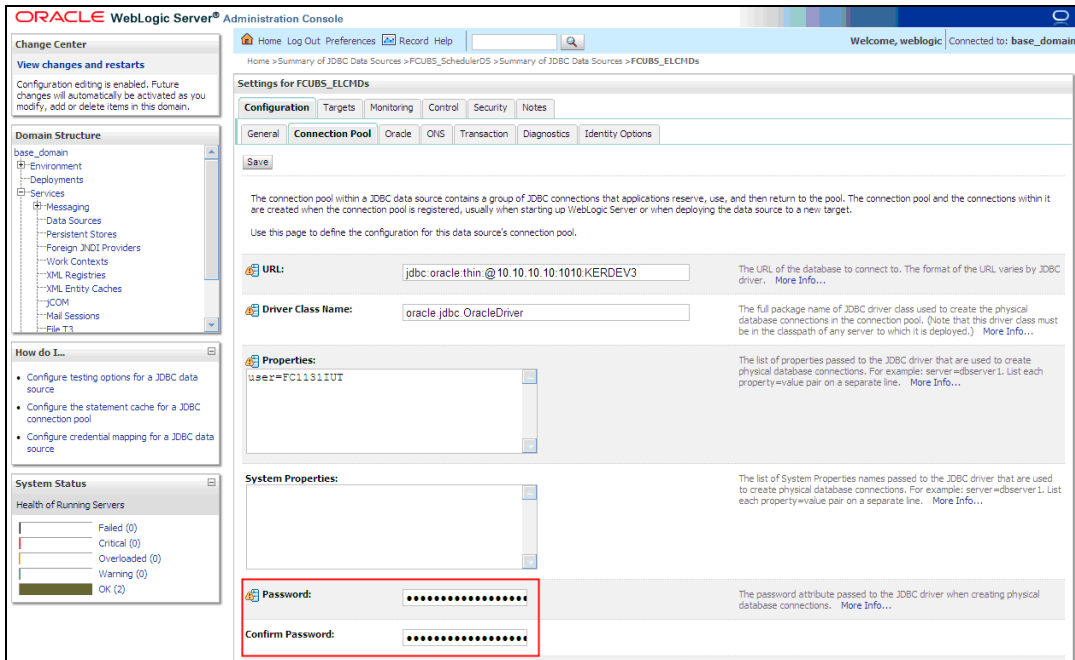 ORACLE WebLogic Server® Administration Console
Change Center
View changes and restarts
Configuration editing is enabled. Future
changes will automatically be activated as you
modify, add or delete items in this domain.
Domain Structure
base_domain
Environment
Deployments
Services
Messaging
Data Sources
Persistent Stores
Foreign JNDI Providers
Work Contexts
XML Registries
XML Entity Caches
jCOM
Mail Sessions
File T3
How do I...
• Configure testing options for a JDBC data
source
• Configure the statement cache for a JDBC
connection pool
• Configure credential mapping for a JDBC data
source
System Status
Health of Running Servers
Failed (0)
Critical (0)
Overloaded (0)
Warning (0)
OK (2)
Home Log Out Preferences Record Help
Welcome, weblogic Connected to: base_domain
Home >Summary of JDBC Data Sources >FCUBS_SchedulerDS >Summary of JDBC Data Sources >FCUBS_ELCMDs
Settings for FCUBS_ELCMDs
Configuration Targets Monitoring Control Security Notes
General Connection Pool Oracle ONS Transaction Diagnostics Identity Options
Save
The connection pool within a JDBC data source contains a group of JDBC connections that applications reserve, use, and then return to the pool. The connection pool and the connections within it
are created when the connection pool is registered, usually when starting up WebLogic Server or when deploying the data source to a new target.
Use this page to define the configuration for this data source's connection pool.
URL:
jdbc:oracle:thin:@10.10.10.10:1010:KERDEV3
The URL of the database to connect to. The format of the URL varies by JDBC
driver. More Info...
Driver Class Name:
oracle.jdbc.OracleDriver
The full package name of JDBC driver class used to create the physical
database connections in the connection pool. (Note that this driver class must
be in the classpath of any server to which it is deployed.) More Info...
Properties:
user=FC1131IUT
The list of properties passed to the JDBC driver that are used to create
physical database connections. For example: server=dbserver1. List each
property=value pair on a separate line. More Info...
System Properties:
The list of System Properties names passed to the JDBC driver that are used
to create physical database connections. For example: server=dbserver1. List
each property=value pair on a separate line. More Info...
Password:
••••••••••••••••••
The password attribute passed to the JDBC driver when creating physical
database connections. More Info...
Confirm Password:
••••••••••••••••••